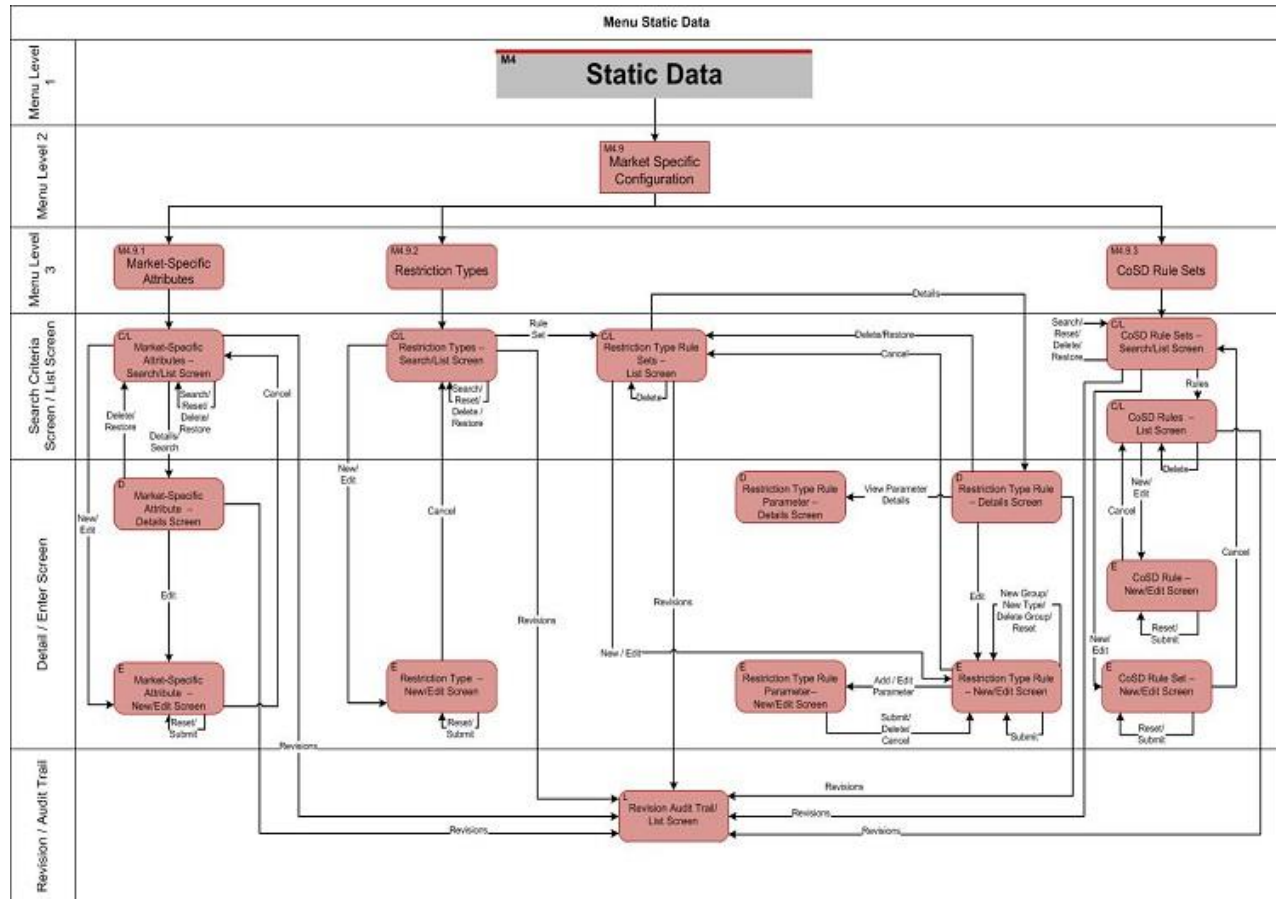 Menu Static Data
Menu Level
1
M4
Static Data
Menu Level 2
M4.9
Market Specific
Configuration
Menu Level
3
M4.9.1
Market-Specific
Attributes
M4.9.2
Restriction Types
M4.9.3
CoSD Rule Sets
Search Criteria
Screen / List Screen
C/L
Market-Specific
Attributes –
Search/List Screen
Search/
Reset/
Delete/
Restore
Cancel
Delete/
Restore
Details/
Search
C/L
Restriction Types –
Search/List Screen
Search/
Reset/
Delete /
Restore
Rule
Set
C/L
Restriction Type Rule
Sets –
List Screen
Delete
Details
Delete/Restore
Cancel
Search/
Reset/
Delete/
Restore
C/L
CoSD Rule Sets –
Search/List Screen
Rules
C/L
CoSD Rules –
List Screen
Delete
Detail / Enter Screen
New/
Edit
D
Market-Specific
Attribute –
Details Screen
Edit
E
Market-Specific
Attribute –
New/Edit Screen
Reset/
Submit
New/
Edit
Cancel
E
Restriction Type –
New/Edit Screen
Reset/
Submit
Revisions
Revisions
New / Edit
D
Restriction Type Rule
Parameter –
Details Screen
View Parameter
Details
D
Restriction Type Rule
– Details Screen
Edit
New Group/
New Type/
Delete Group/
Reset
E
Restriction Type Rule
Parameter–
New/Edit Screen
Add / Edit
Parameter
Submit/
Delete/
Cancel
E
Restriction Type Rule
– New/Edit Screen
Submit
New/
Edit
Cancel
E
CoSD Rule –
New/Edit Screen
Reset/
Submit
Cancel
New/
Edit
E
CoSD Rule Set –
New/Edit Screen
Reset/
Submit
Revision / Audit Trail
Revisions
Revisions
L
Revision Audit Trail/
List Screen
Revisions
Revisions
Revisions